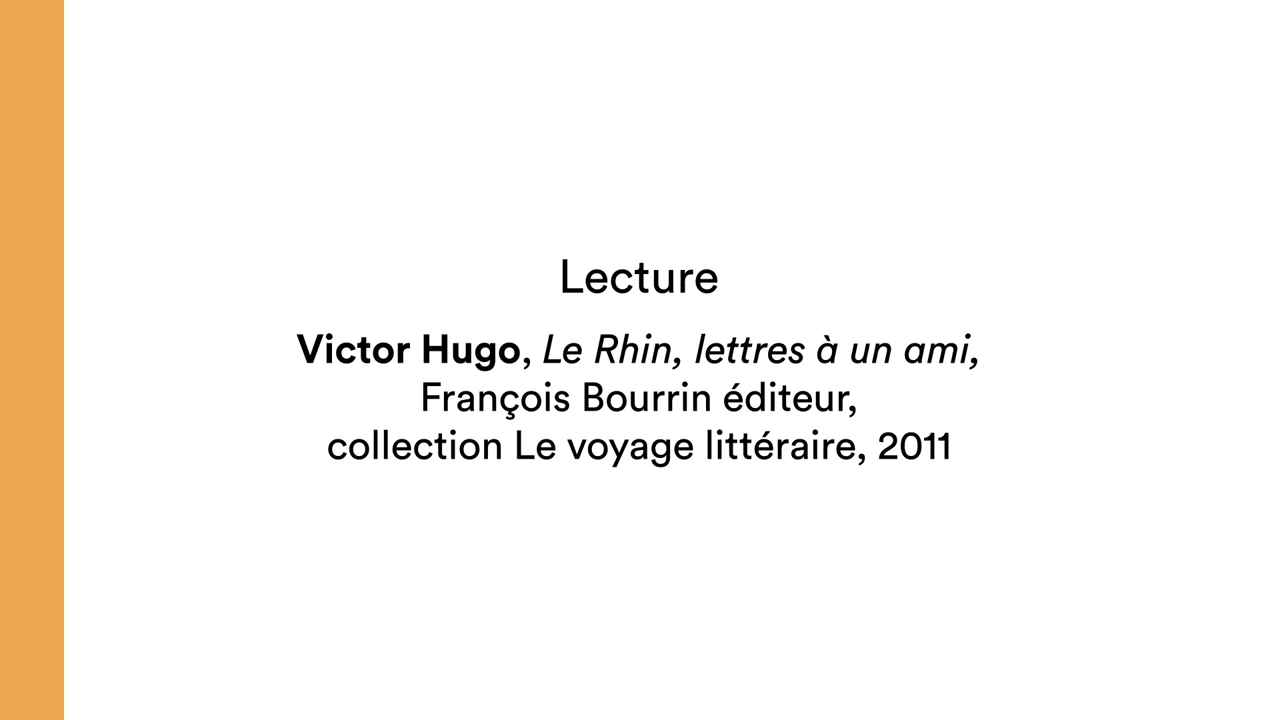 Lecture
Victor Hugo, Le Rhin, lettres à un ami,
François Bourrin éditeur,
collection Le voyage littéraire, 2011